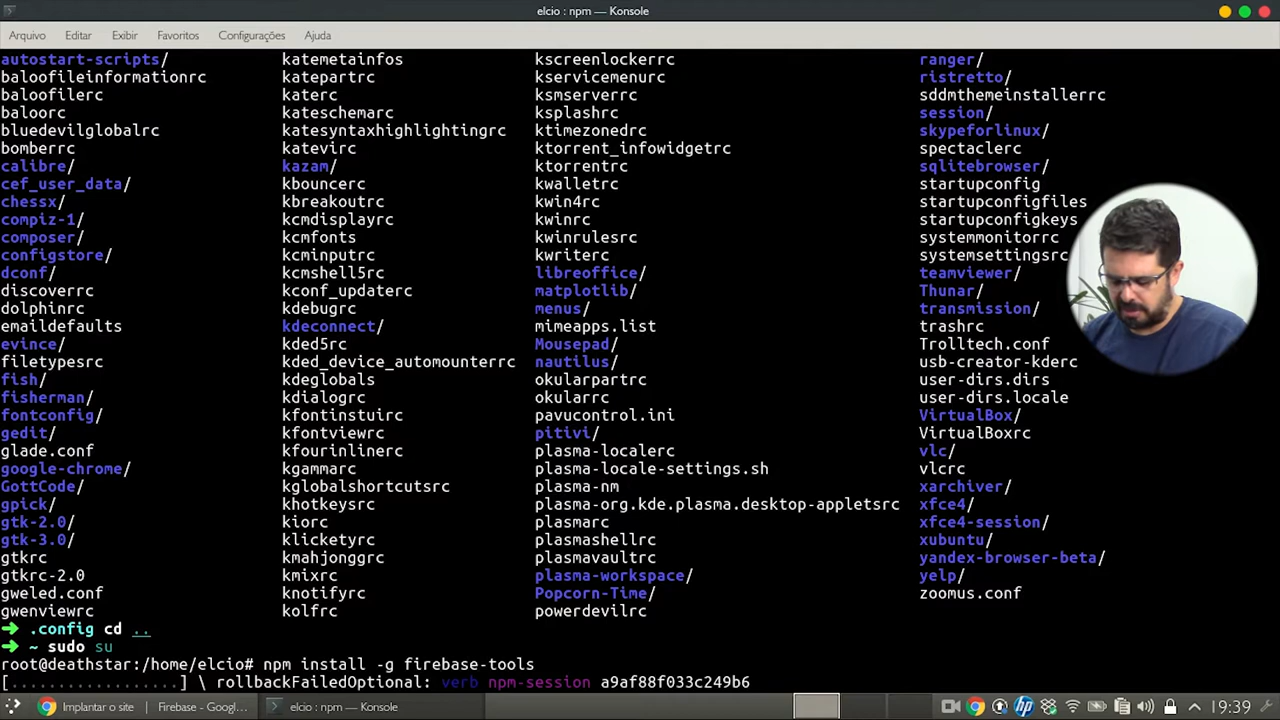 elcio : npm — Konsole
Arquivo Editar Exibir Favoritos Configurações Ajuda
autostart-scripts/ katemetainfos kscreenlockerrc ranger/
baloofileinformationrc katepartrc kservicemenurc ristretto/
baloofilerc katerc ksmserverrc sddmthemeinstallerrc
baloorc kateschemarc ksplashrc session/
bluedevilglobalrc katesyntaxhighlightingrc ktimezonedrc skypeforlinux/
bomberrc katevirc ktorrent_infowidgetrc spectaclerc
calibre/ kazam/ ktorrentrc sqlitebrowser/
cef_user_data/ kbouncerc kwalletrc startupconfig
chessx/ kbreakoutrc kwin4rc startupconfigfiles
compiz-1/ kcmdisplayrc kwinrc startupconfigkeys
composer/ kcmfonts kwinrulesrc systemmonitorrc
configstore/ kcminputrc kwriterc systemsettingsrc
dconf/ kcmshell5rc libreoffice/ teamviewer/
discoverrc kconf_updaterc matplotlib/ Thunar/
dolphinrc kdebugrc menus/ transmission/
emaildefaults kdeconnect/ mimeapps.list trashrc
evince/ kded5rc Mousepad/ Trolltech.conf
filetypesrc kded_device_automounterrc nautilus/ usb-creator-kderc
fish/ kdeglobals okularpartrc user-dirs.dirs
fisherman/ kdialogrc okularrc user-dirs.locale
fontconfig/ kfontinstuirc pavucontrol.ini VirtualBox/
gedit/ kfontviewrc pitivi/ VirtualBoxrc
glade.conf kfourinlinerc plasma-localerc vlc/
google-chrome/ kgammarc plasma-locale-settings.sh vlcrc
GottCode/ kglobalshortcutsrc plasma-nm xarchiver/
gpick/ khotkeysrc plasma-org.kde.plasma.desktop-appletsrc xfce4/
gtk-2.0/ kiorc plasmarc xfce4-session/
gtk-3.0/ klicketyrc plasmashellrc xubuntu/
gtkrc kmahjonggrc plasmavaultrc yandex-browser-beta/
gtkrc-2.0 kmixrc plasma-workspace/ yelp/
gweled.conf knotifyrc Popcorn-Time/ zoomus.conf
gwenviewrc kolfrc powerdevilrc
➜ .config cd ..
➜ ~ sudo su
root@deathstar:/home/elcio# npm install -g firebase-tools
[..................] \ rollbackFailedOptional: verb npm-session a9af88f033c249b6
Implantar o site Firebase - Googl... elcio : npm — Konsole 19:39